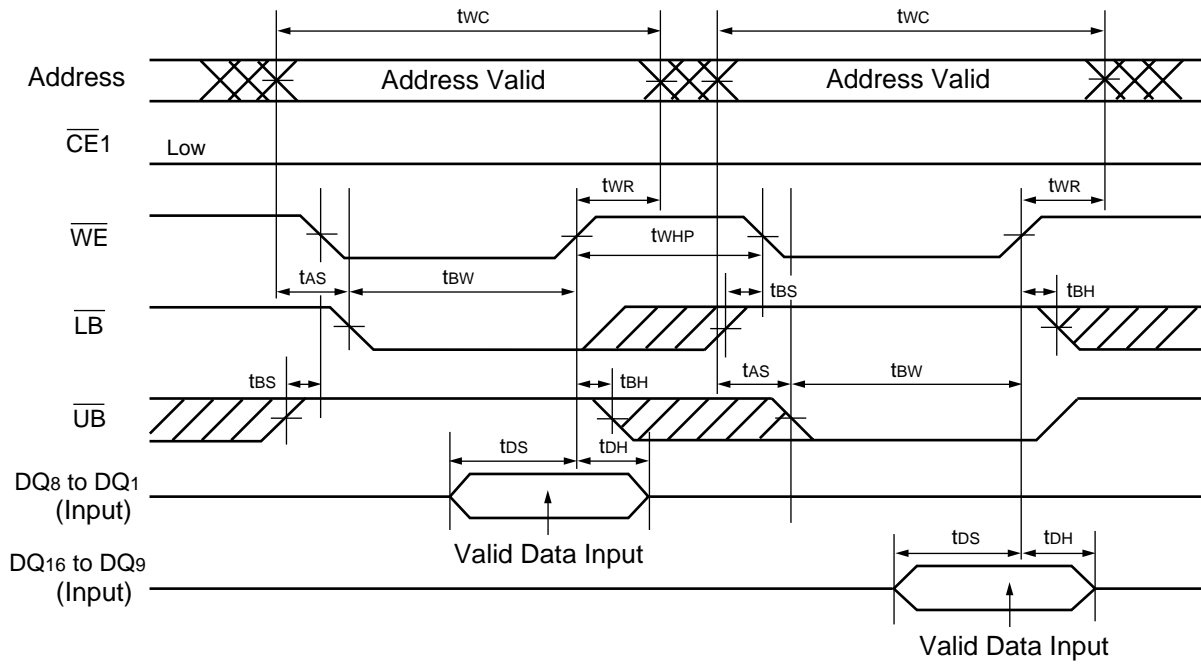 tWC tWC
Address Address Valid Address Valid
CE1 Low
tWR tWR
WE tWHP
tAS tBW tBS tBH
LB
tBS tBH tAS tBW
UB
tDS tDH
DQ8 to DQ1
(Input)
Valid Data Input
tDS tDH
DQ16 to DQ9
(Input)
Valid Data Input